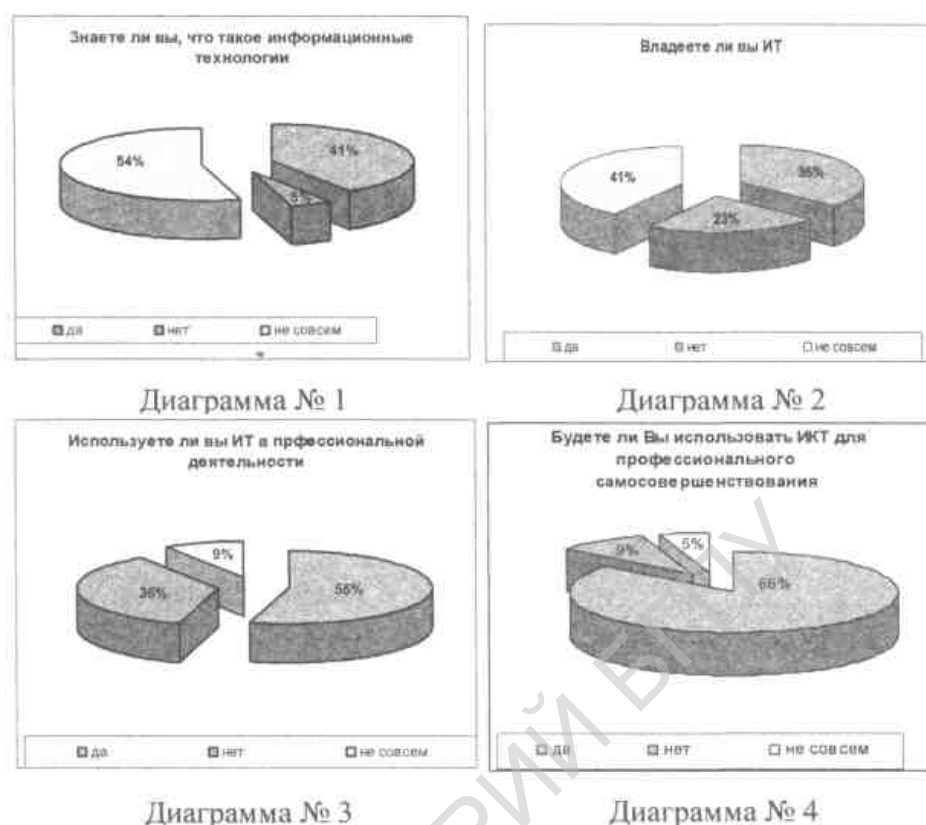 Знаете ли вы, что такое информационные
технологии
54%
41%
5
да нет не совсем
Диаграмма № 1
Владеете ли вы ИТ
41%
36%
23%
да нет не совсем
Диаграмма № 2
Используете ли вы ИТ в прфессиональной
деятельности
9%
36%
55%
да нет не совсем
Диаграмма № 3
Будете ли Вы использовать ИКТ для
профессионального
самосовершенствования
9%
5%
да нет не совсем
Диаграмма № 4